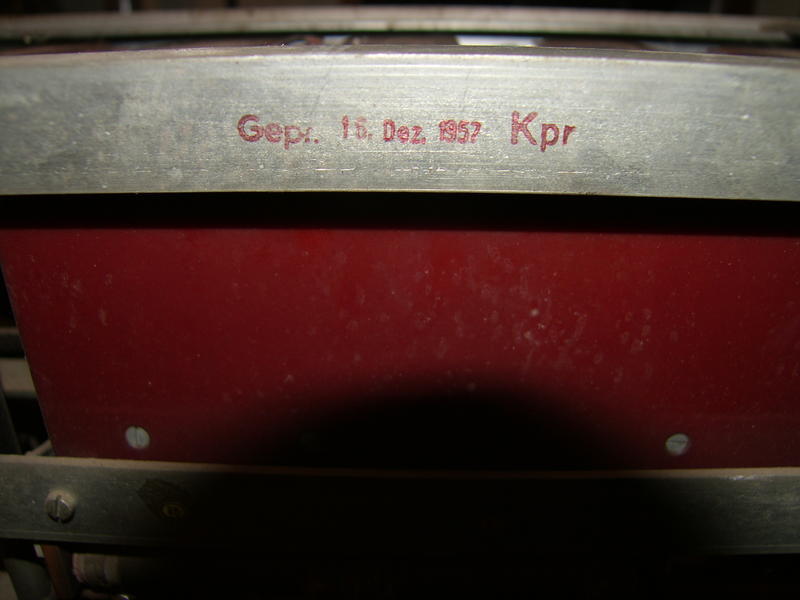 Gepr. 16. Dez. 1957 Kpr